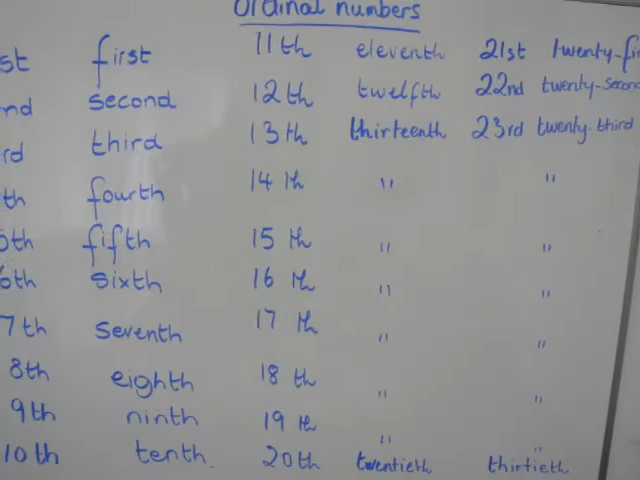 Ordinal numbers
st first 11th eleventh 21st twenty-fi
nd second 12th twelfth 22nd twenty-second
rd third 13th thirteenth 23rd twenty-third
th fourth 14th " "
5th fifth 15th " "
6th sixth 16th " "
7th seventh 17th " "
8th eighth 18th " "
9th ninth 19th " "
10th tenth. 20th twentieth thirtieth